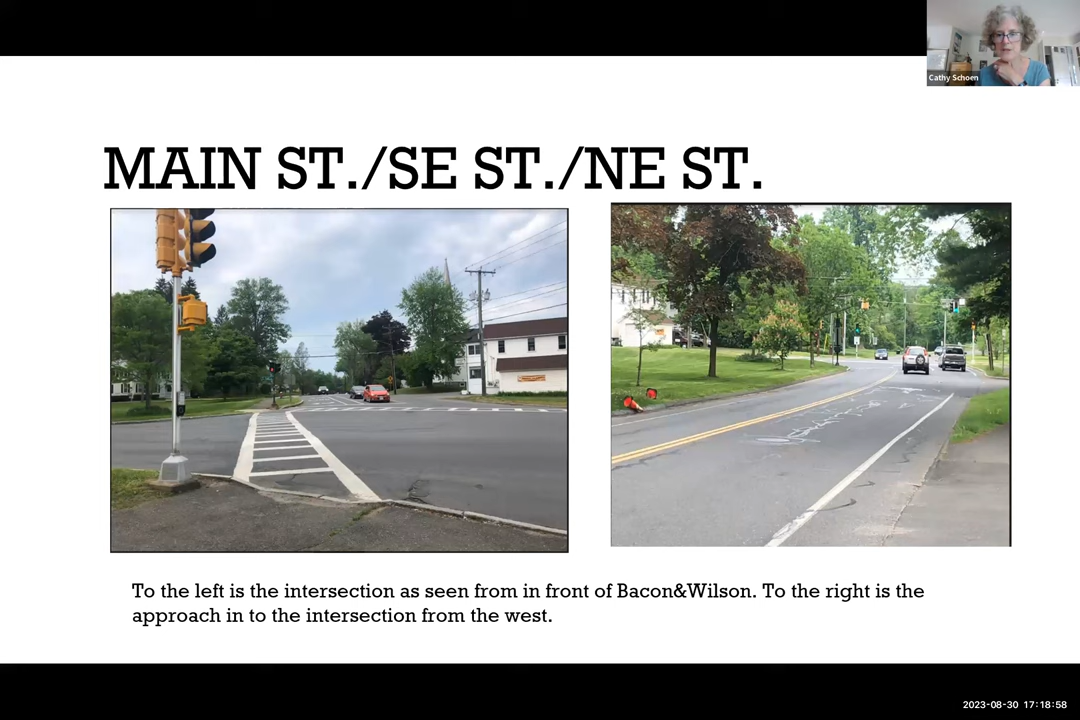 Cathy Schoen
MAIN ST./SE ST./NE ST.
To the left is the intersection as seen from in front of Bacon&Wilson. To the right is the
approach in to the intersection from the west.
2023-08-30 17:18:58